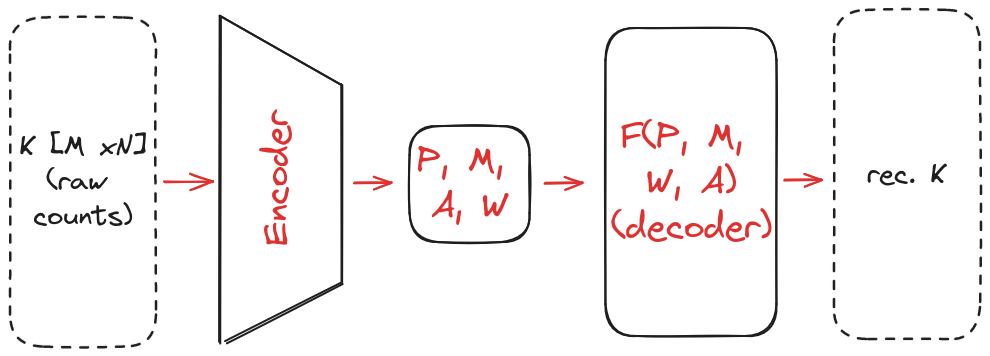 K [M xN]
(raw
counts)
Encoder
P, M,
A, W
F(P, M,
W, A)
(decoder)
rec. K